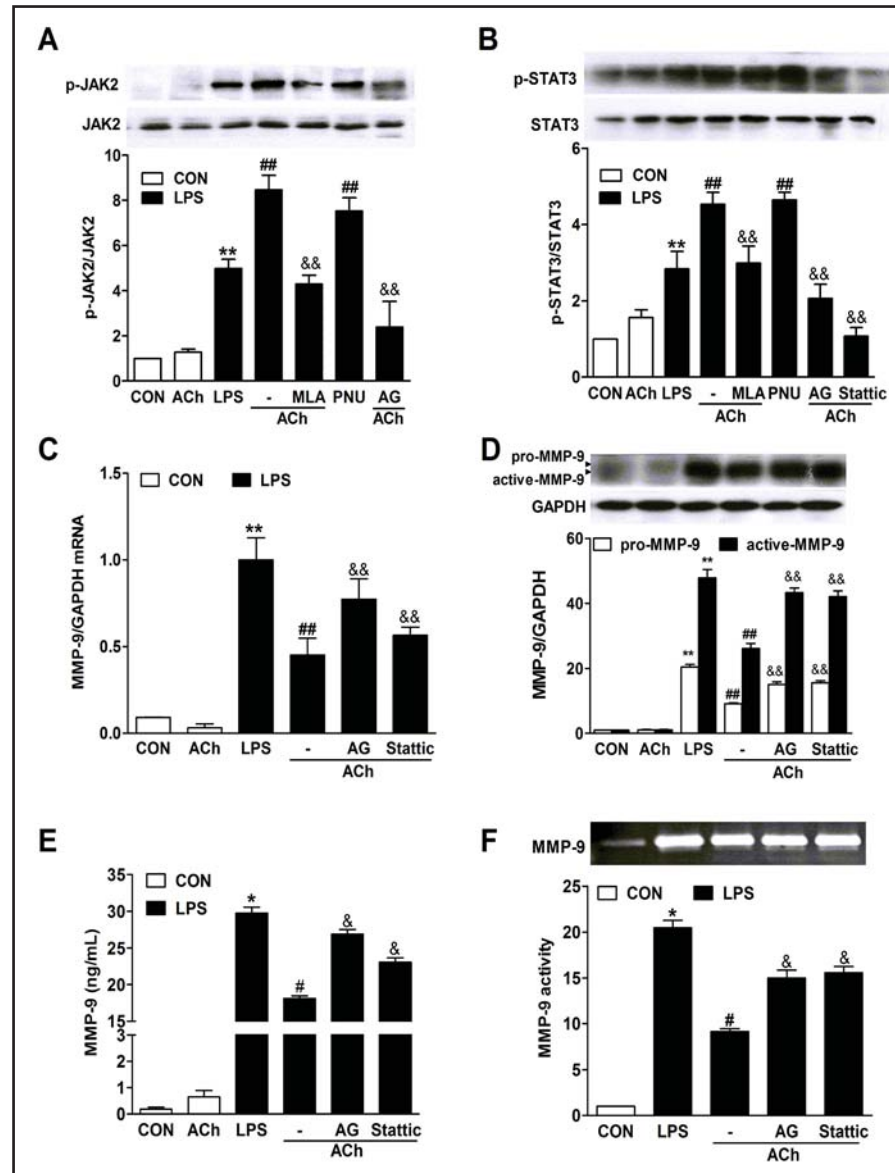 A
p-JAK2
JAK2
10
8
6
4
2
0
p-JAK2/JAK2
CON
LPS
**
##
&&
##
&&
CON ACh LPS - MLA PNU AG
ACh ACh
B
p-STAT3
STAT3
6
4
2
0
p-STAT3/STAT3
CON
LPS
**
##
&&
##
&&
&&
CON ACh LPS - MLA PNU AG Stattic
ACh ACh
C
1.5
1.0
0.5
0.0
MMP-9/GAPDH mRNA
CON LPS
**
##
&&
&&
CON ACh LPS - AG Stattic
ACh
D
pro-MMP-9
active-MMP-9
GAPDH
60
40
20
0
MMP-9/GAPDH
pro-MMP-9 active-MMP-9
**
**
##
##
&&
&&
&&
&&
CON ACh LPS - AG Stattic
ACh
E
35
30
25
20
15
3
2
1
0
MMP-9 (ng/mL)
CON
LPS
*
#
&
&
CON ACh LPS - AG Stattic
ACh
F
MMP-9
25
20
15
10
5
0
MMP-9 activity
CON LPS
*
#
&
&
CON LPS - AG Stattic
ACh